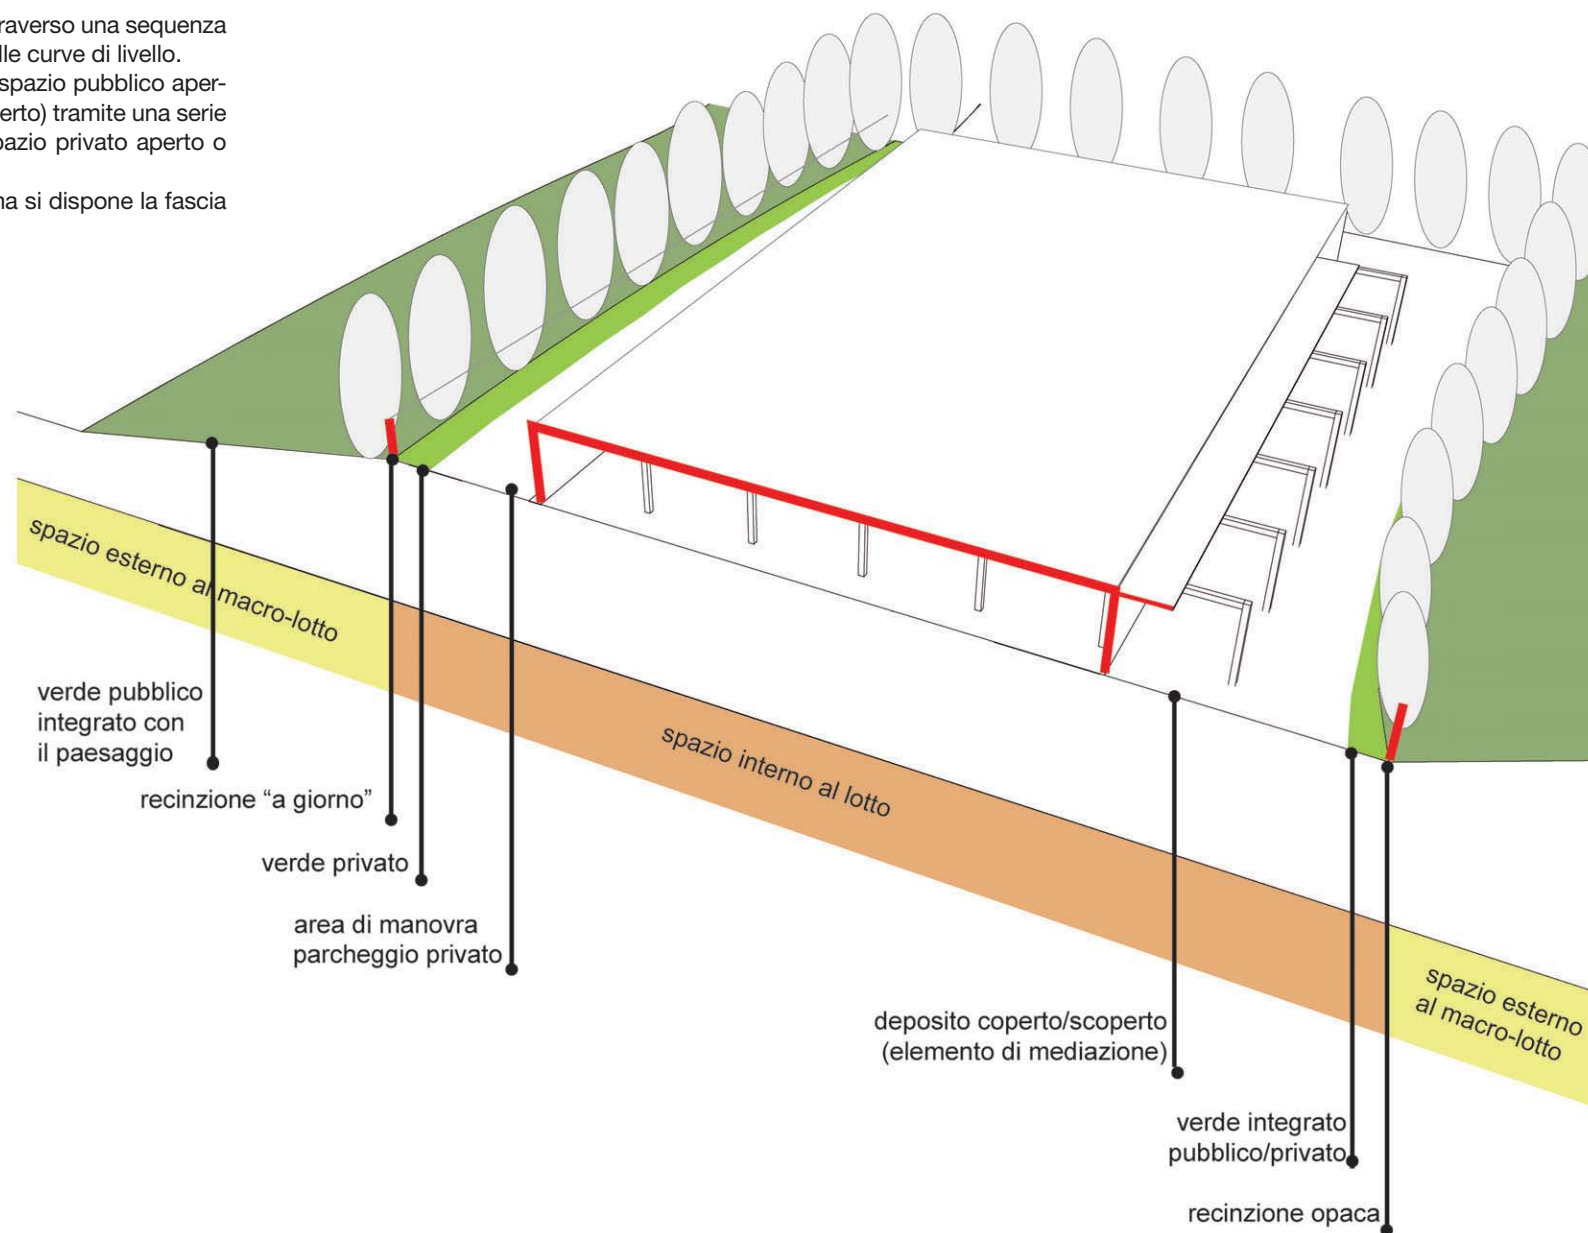 raverso una sequenza
lle curve di livello.
spazio pubblico aper-
erto) tramite una serie
pazio privato aperto o
na si dispone la fascia
spazio esterno al macro-lotto
verde pubblico
integrato con
il paesaggio
recinzione “a giorno”
verde privato
area di manovra
parcheggio privato
spazio interno al lotto
deposito coperto/scoperto
(elemento di mediazione)
verde integrato
pubblico/privato
recinzione opaca
spazio esterno
al macro-lotto